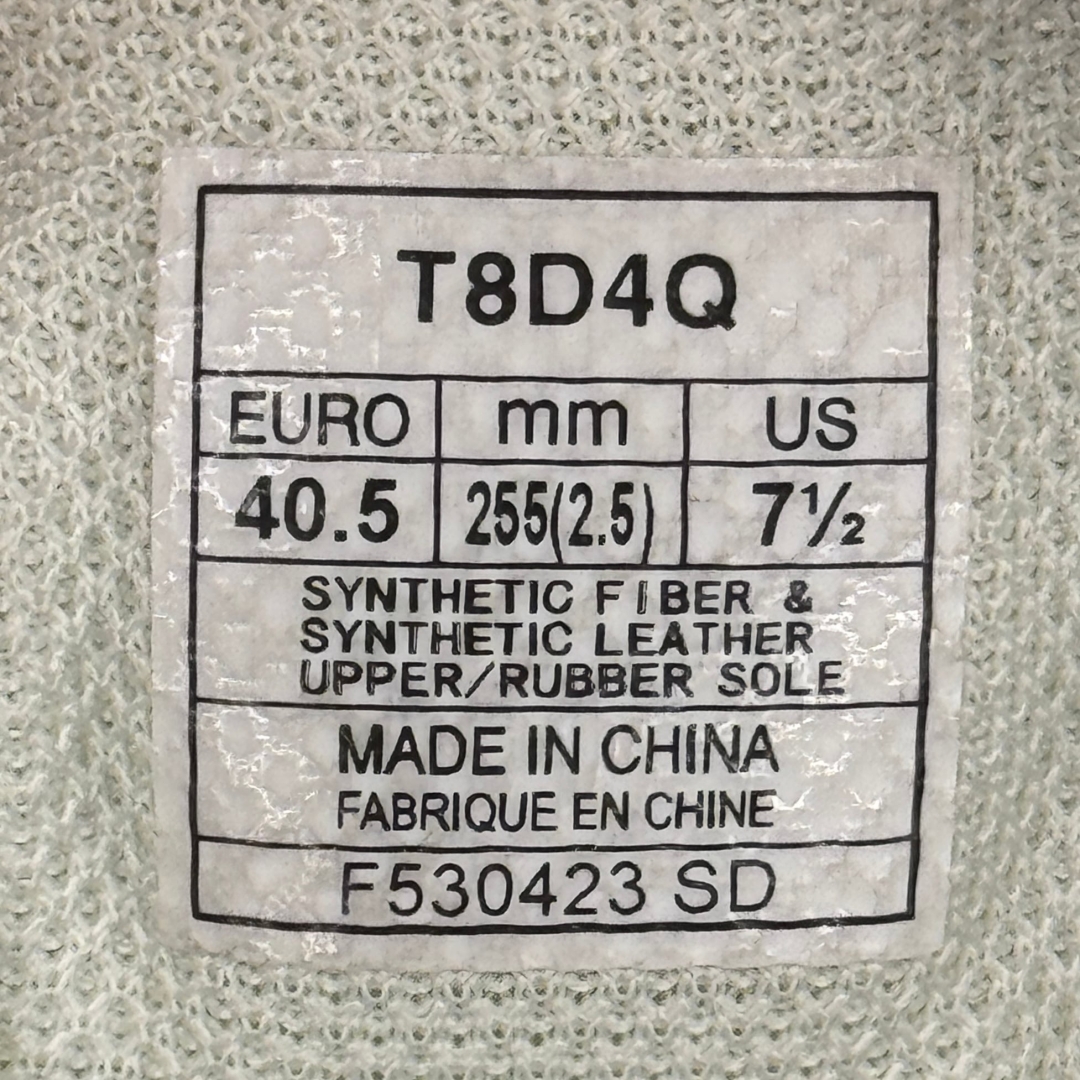 T8D4Q
EURO mm US
40.5 255(2.5) 7½
SYNTHETIC FIBER &
SYNTHETIC LEATHER
UPPER/RUBBER SOLE
MADE IN CHINA
FABRIQUE EN CHINE
F530423 SD